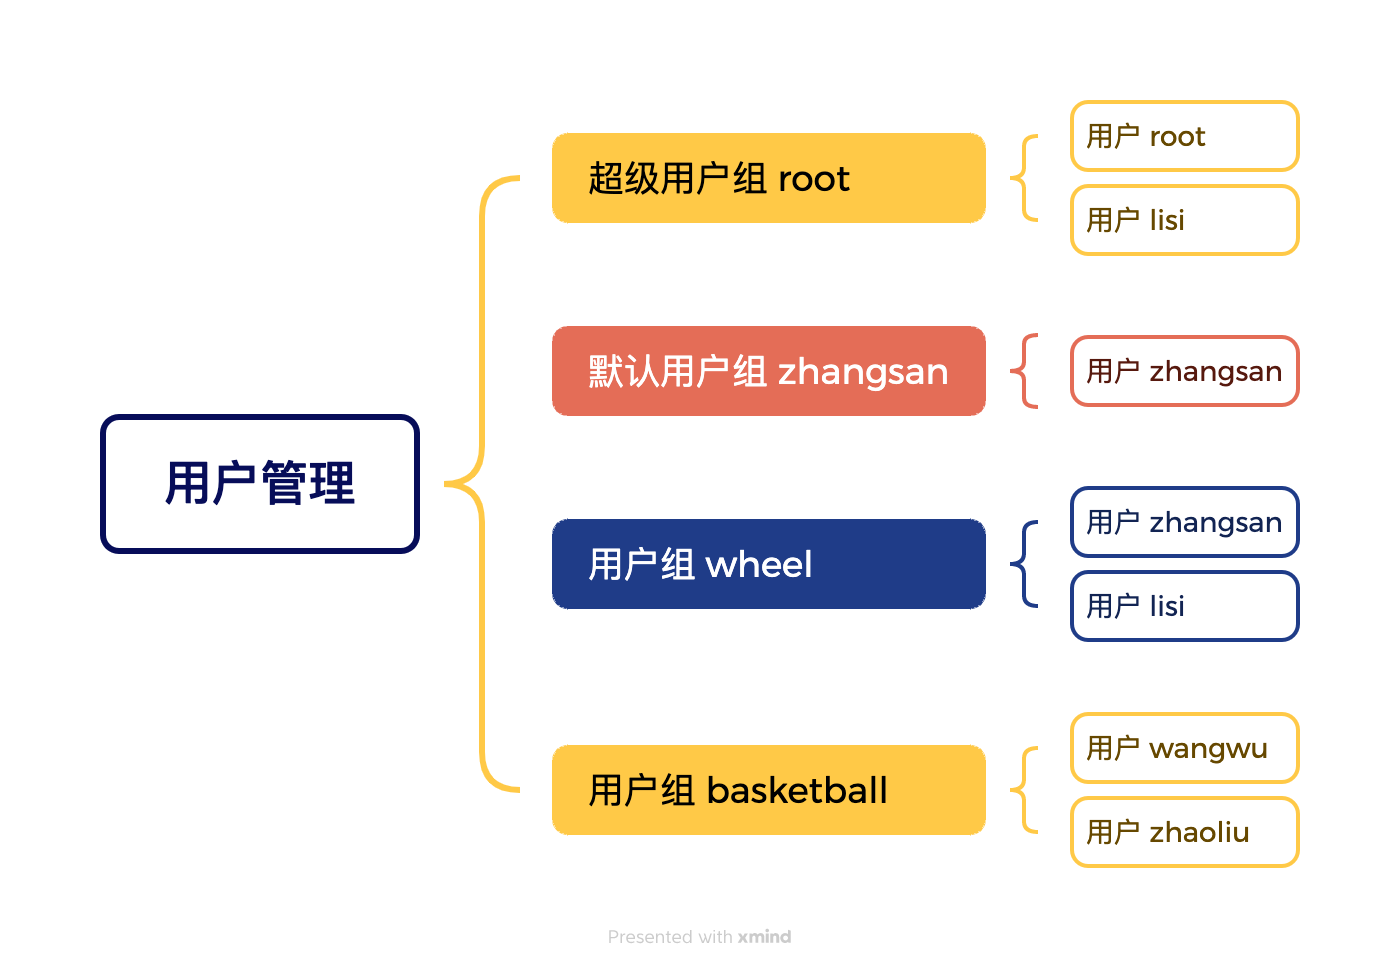 用户管理
超级用户组 root
用户 root
用户 lisi
默认用户组 zhangsan
用户 zhangsan
用户组 wheel
用户 zhangsan
用户 lisi
用户组 basketball
用户 wangwu
用户 zhaoliu
Presented with xmind